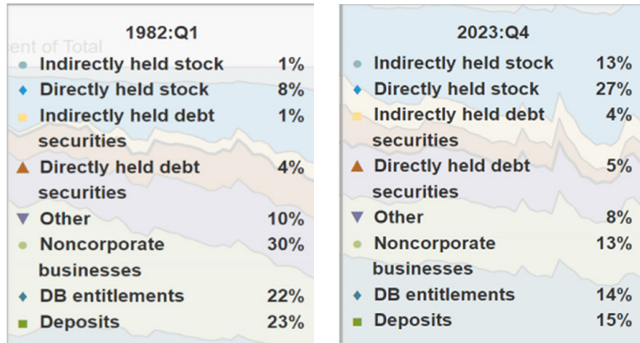 1982:Q1
ent of Total
Indirectly held stock 1%
Directly held stock 8%
Indirectly held debt 1%
securities
Directly held debt 4%
securities
Other 10%
Noncorporate 30%
businesses
DB entitlements 22%
Deposits 23%
2023:Q4
Indirectly held stock 13%
Directly held stock 27%
Indirectly held debt 4%
securities
Directly held debt 5%
securities
Other 8%
Noncorporate 13%
businesses
DB entitlements 14%
Deposits 15%